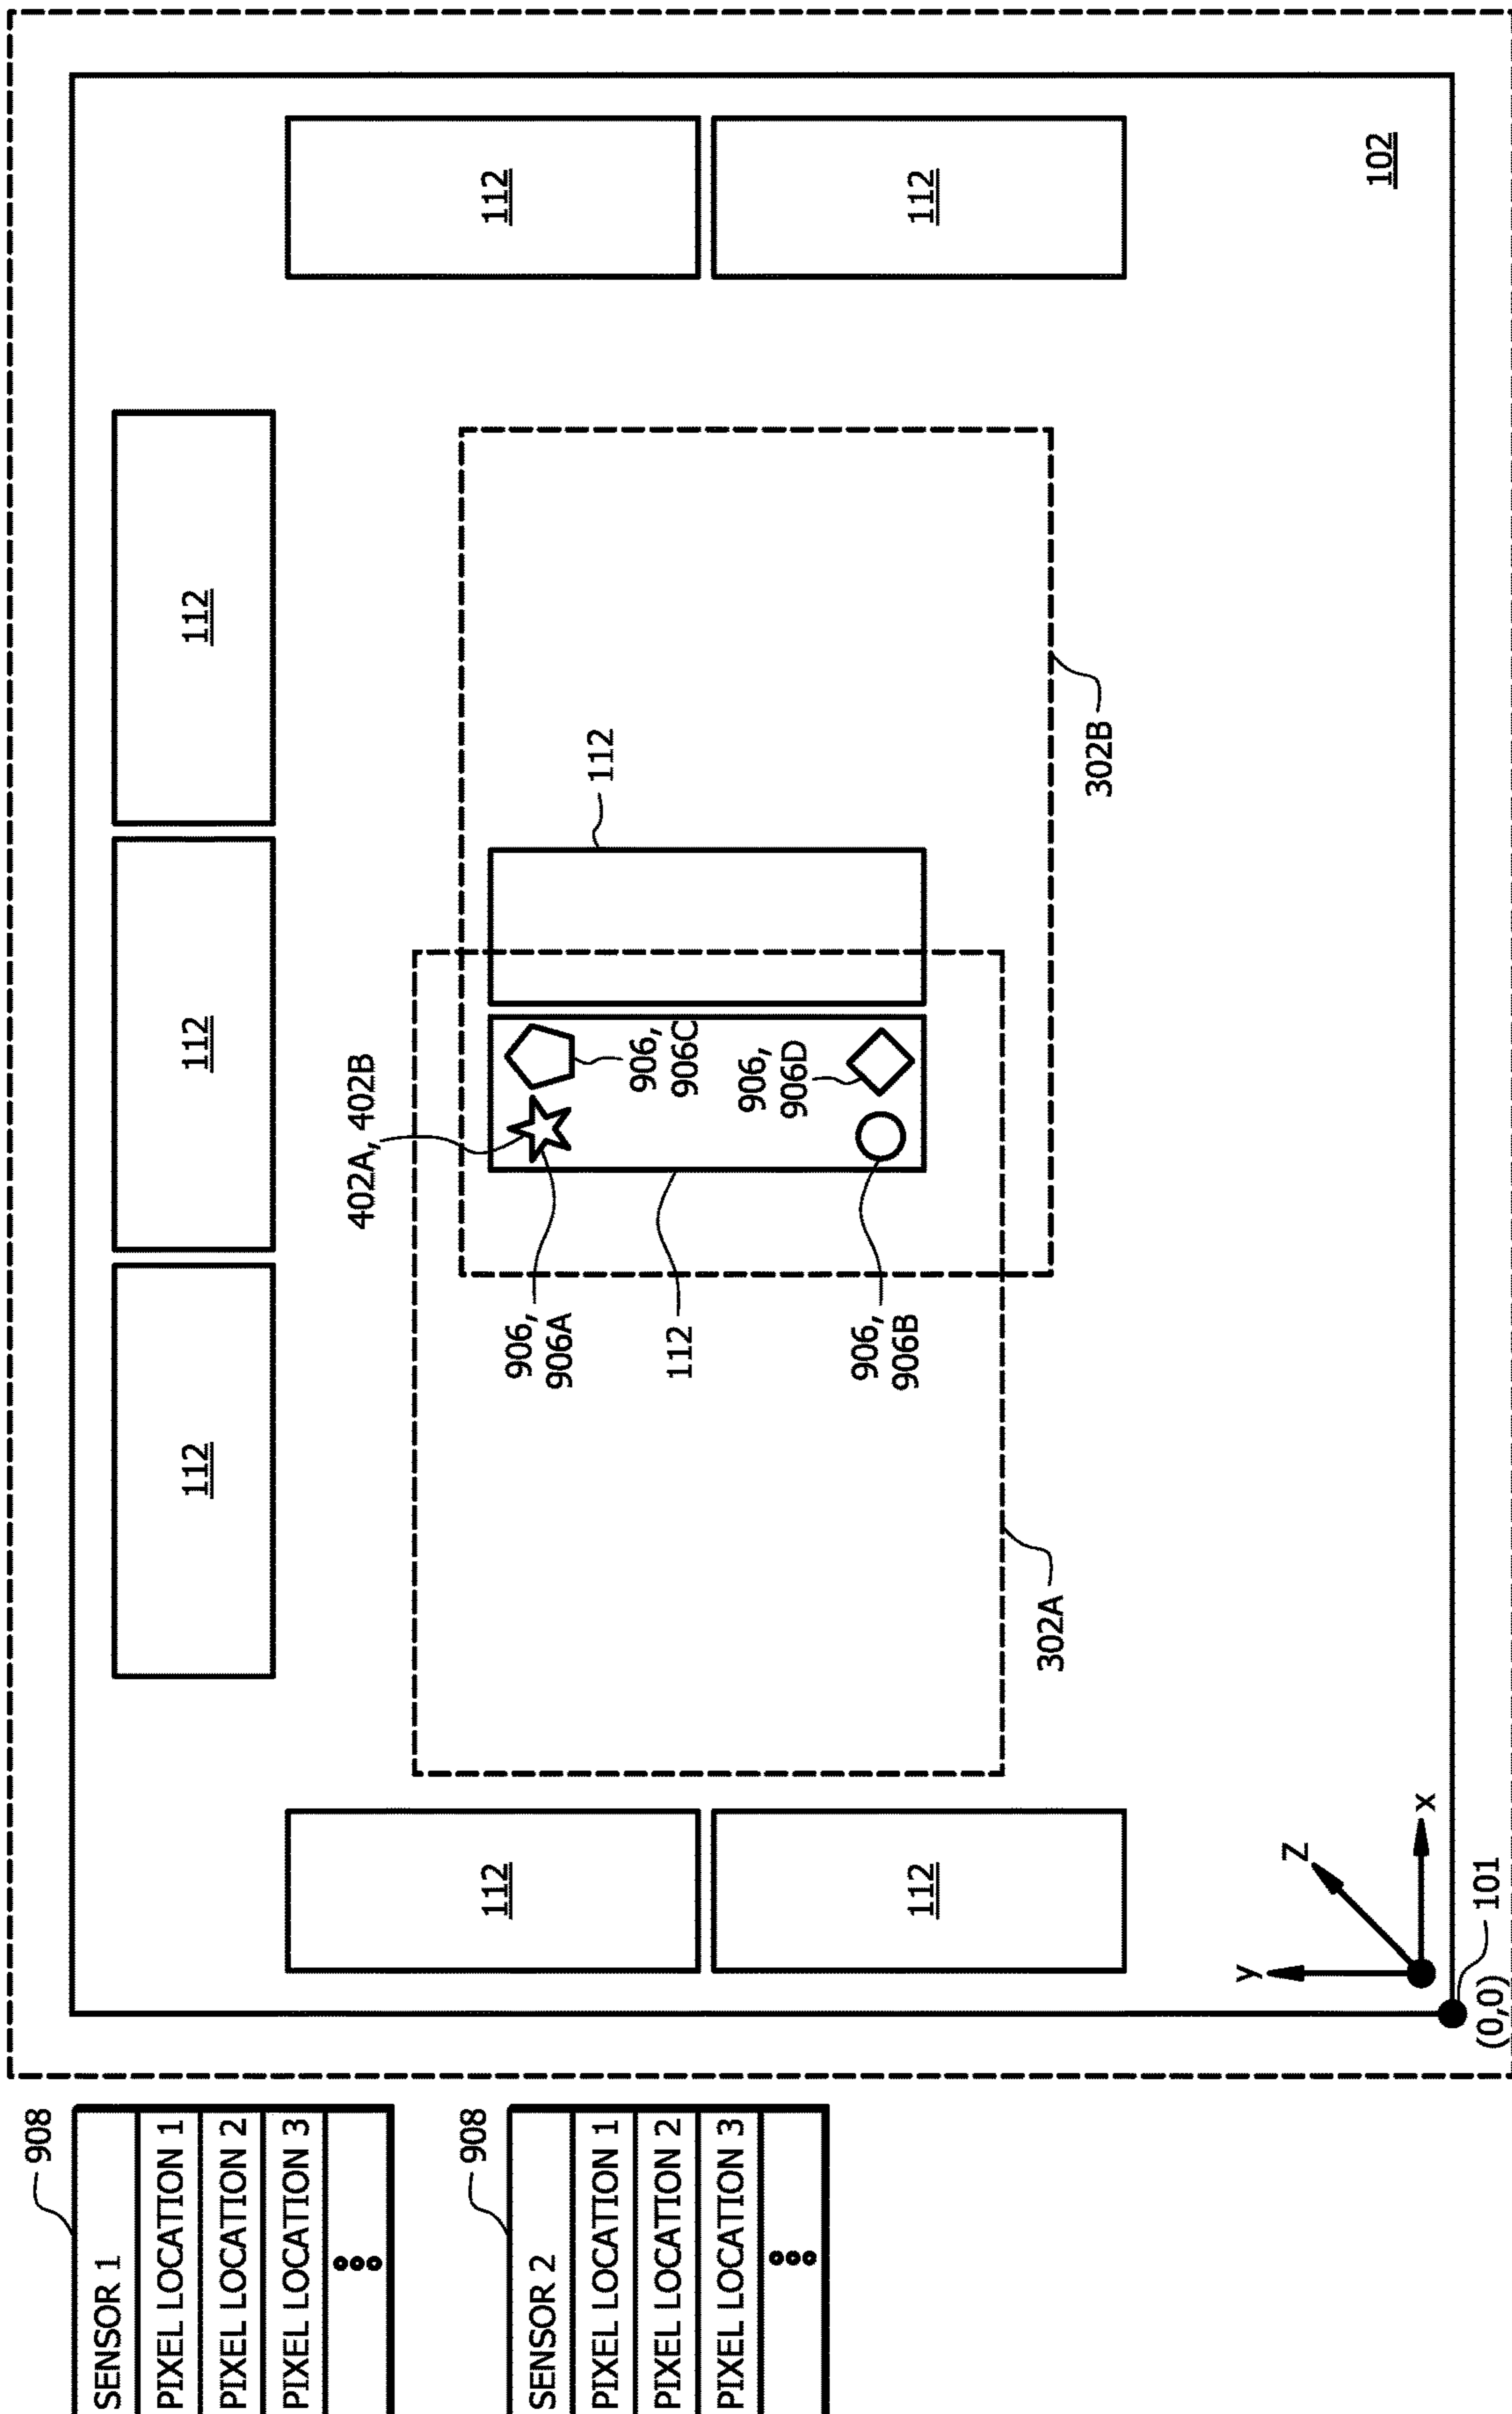 908
SENSOR 1
PIXEL LOCATION 1
PIXEL LOCATION 2
PIXEL LOCATION 3
908
SENSOR 2
PIXEL LOCATION 1
PIXEL LOCATION 2
PIXEL LOCATION 3
112
112
112
112
112
112
112
402A, 402B
906,
906A
906,
906C
112
112
906,
906B
906,
906D
302A
302B
102
y
Z
x
(0,0)
101